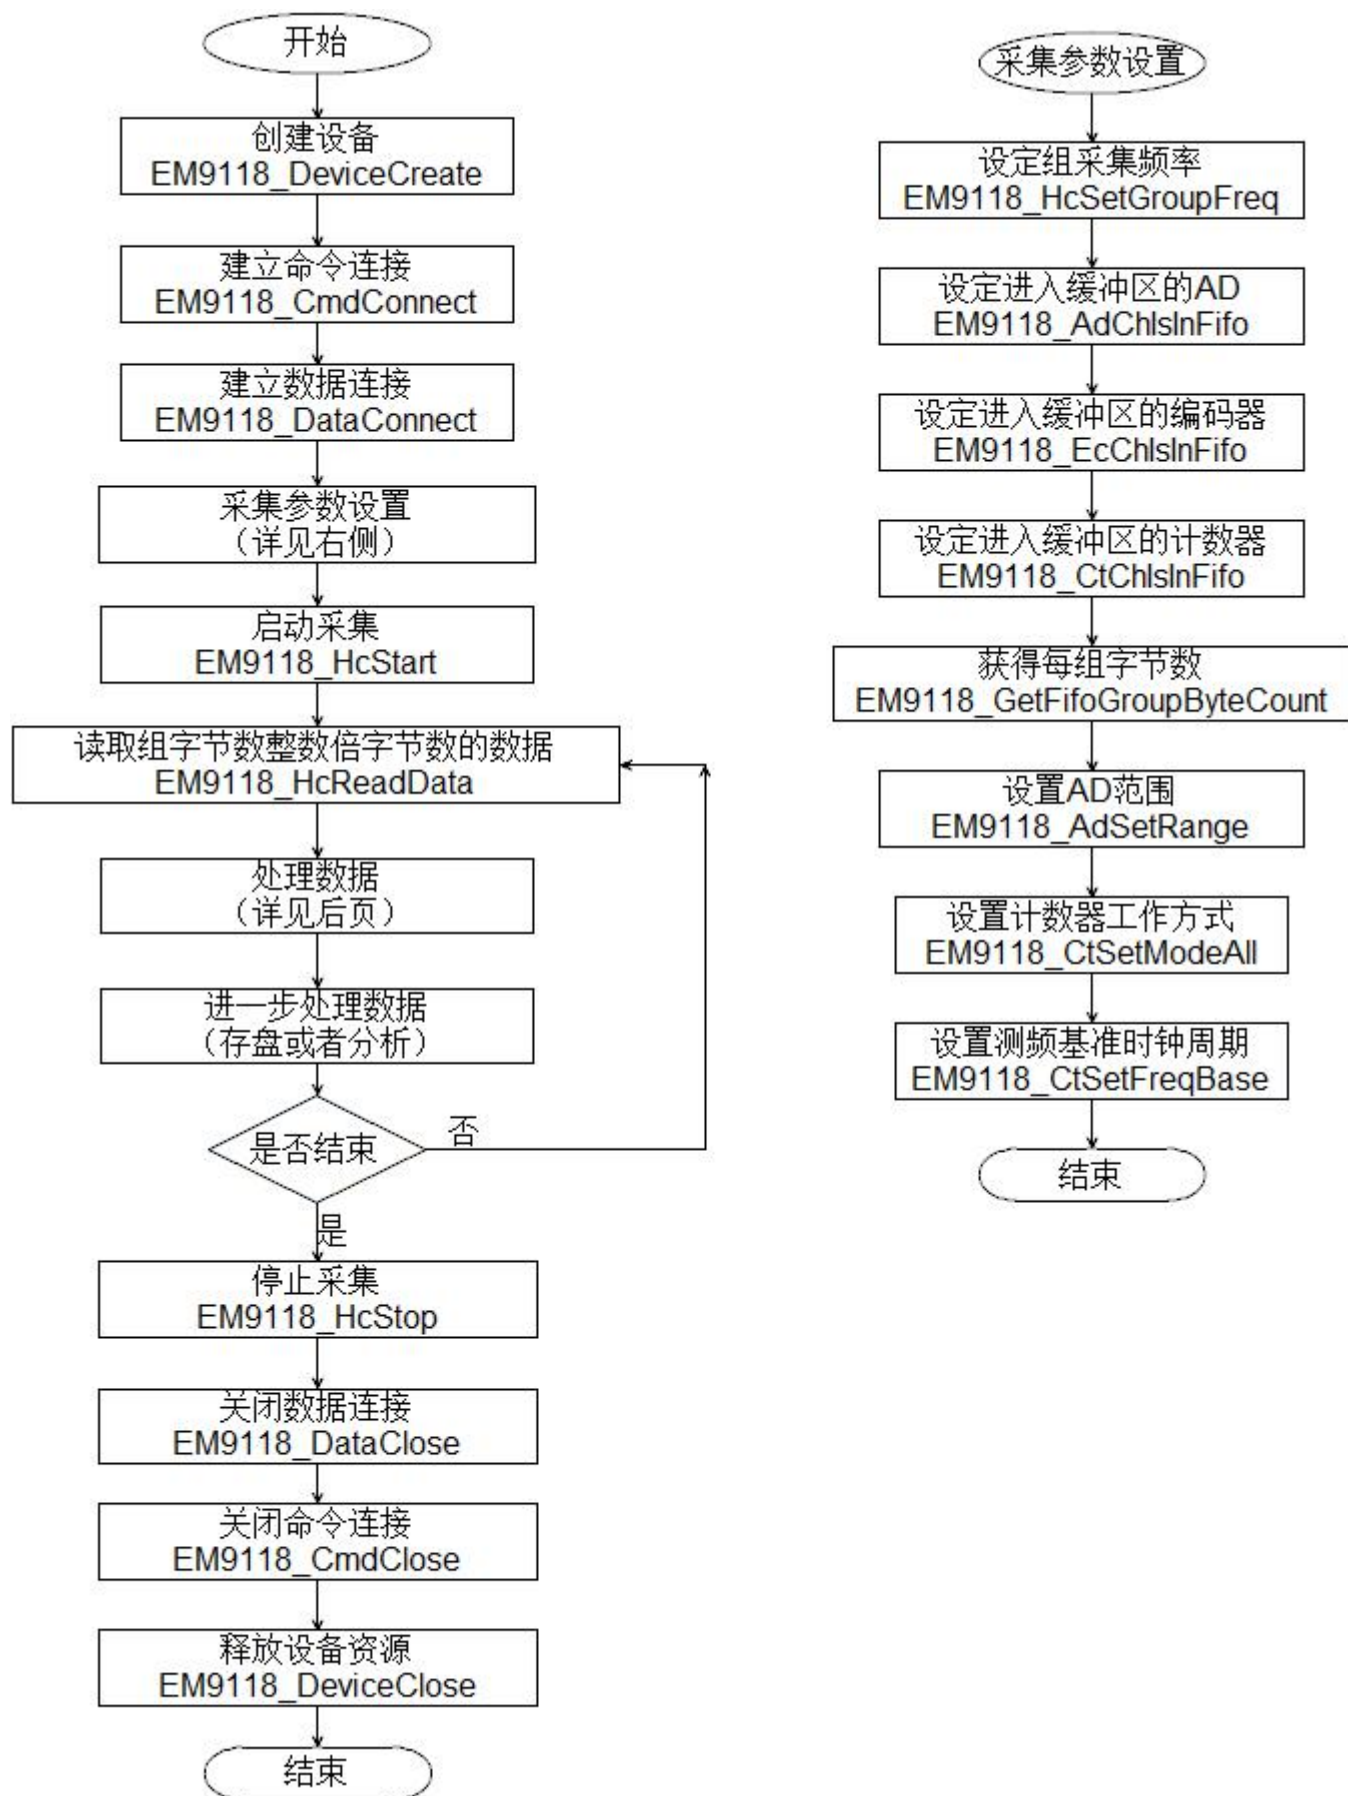 开始
创建设备
EM9118_DeviceCreate
建立命令连接
EM9118_CmdConnect
建立数据连接
EM9118_DataConnect
采集参数设置
（详见右侧）
启动采集
EM9118_HcStart
读取组字节数整数倍字节数的数据
EM9118_HcReadData
处理数据
（详见后页）
进一步处理数据
（存盘或者分析）
是否结束
否
是
停止采集
EM9118_HcStop
关闭数据连接
EM9118_DataClose
关闭命令连接
EM9118_CmdClose
释放设备资源
EM9118_DeviceClose
结束
采集参数设置
设定组采集频率
EM9118_HcSetGroupFreq
设定进入缓冲区的AD
EM9118_AdChlsInFifo
设定进入缓冲区的编码器
EM9118_EcChlsInFifo
设定进入缓冲区的计数器
EM9118_CtChlsInFifo
获得每组字节数
EM9118_GetFifoGroupByteCount
设置AD范围
EM9118_AdSetRange
设置计数器工作方式
EM9118_CtSetModeAll
设置测频基准时钟周期
EM9118_CtSetFreqBase
结束